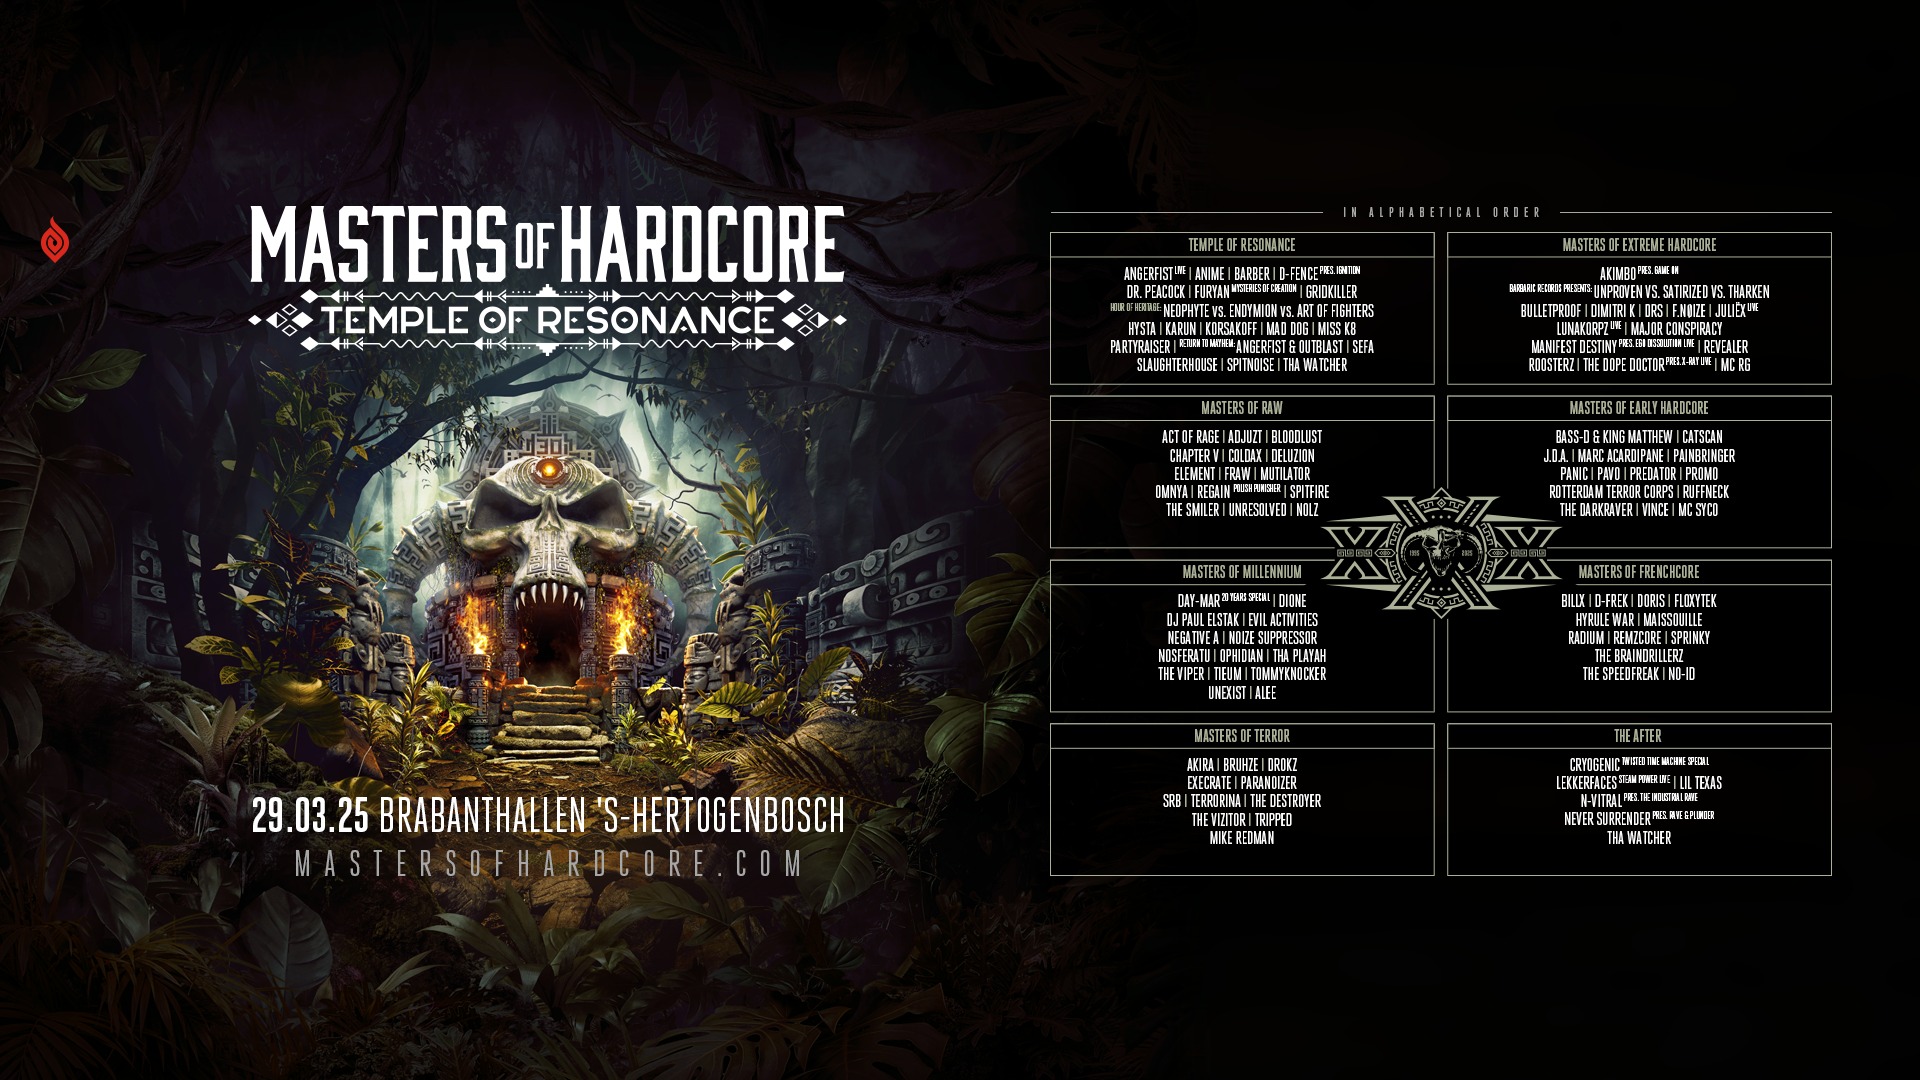 MASTERS OF HARDCORE
TEMPLE OF RESONANCE
30
29.03.25 BRABANTHALLEN 'S-HERTOGENBOSCH
MASTERSOFHARDCORE.COM
IN ALPHABETICAL ORDER
TEMPLE OF RESONANCE
ANGERFIST LIVE | ANIME | BARBER | D-FENCE PRES. IGNITION
DR. PEACOCK | FURYAN MYSTERIES OF CREATION | GRIDKILLER
HOUR OF HERITAGE: NEOPHYTE vs. ENDYMION vs. ART OF FIGHTERS
HYSTA | KARUN | KORSAKOFF | MAD DOG | MISS K8
PARTYRAISER | RETURN TO MAYHEM: ANGERFIST & OUTBLAST | SEFA
SLAUGHTERHOUSE | SPITNOISE | THA WATCHER
MASTERS OF EXTREME HARDCORE
AKIMBO PRES. GAME ON
BARBARIC RECORDS PRESENTS: UNPROVEN VS. SATIRIZED VS. THARKEN
BULLETPROOF | DIMITRI K | DRS | F.NØIZE | JULIËX LIVE
LUNAKORPZ LIVE | MAJOR CONSPIRACY
MANIFEST DESTINY PRES. EGO DISSOLUTION LIVE | REVEALER
ROOSTERZ | THE DOPE DOCTOR PRES. X-RAY LIVE | MC RG
MASTERS OF RAW
ACT OF RAGE | ADJUZT | BLOODLUST
CHAPTER V | COLDAX | DELUZION
ELEMENT | FRAW | MUTILATOR
OMNYA | REGAIN POLISH PUNISHER | SPITFIRE
THE SMILER | UNRESOLVED | NOLZ
MASTERS OF EARLY HARDCORE
BASS-D & KING MATTHEW | CATSCAN
J.D.A. | MARC ACARDIPANE | PAINBRINGER
PANIC | PAVO | PREDATOR | PROMO
ROTTERDAM TERROR CORPS | RUFFNECK
THE DARKRAVER | VINCE | MC SYCO
XXX
1995 2025
MASTERS OF MILLENNIUM
DAY-MAR 20 YEARS SPECIAL | DIONE
DJ PAUL ELSTAK | EVIL ACTIVITIES
NEGATIVE A | NOIZE SUPPRESSOR
NOSFERATU | OPHIDIAN | THA PLAYAH
THE VIPER | TIEUM | TOMMYKNOCKER
UNEXIST | ALEE
MASTERS OF FRENCHCORE
BILLX | D-FREK | DORIS | FLOXYTEK
HYRULE WAR | MAISSOUILLE
RADIUM | REMZCORE | SPRINKY
THE BRAINDRILLERZ
THE SPEEDFREAK | NO-ID
MASTERS OF TERROR
AKIRA | BRUHZE | DROKZ
EXECRATE | PARANOIZER
SRB | TERRORINA | THE DESTROYER
THE VIZITOR | TRIPPED
MIKE REDMAN
THE AFTER
CRYOGENIC TWISTED TIME MACHINE SPECIAL
LEKKERFACES STEAM POWER LIVE | LIL TEXAS
N-VITRAL PRES. THE INDUSTRIAL RAVE
NEVER SURRENDER PRES. RAVE & PLUNDER
THA WATCHER